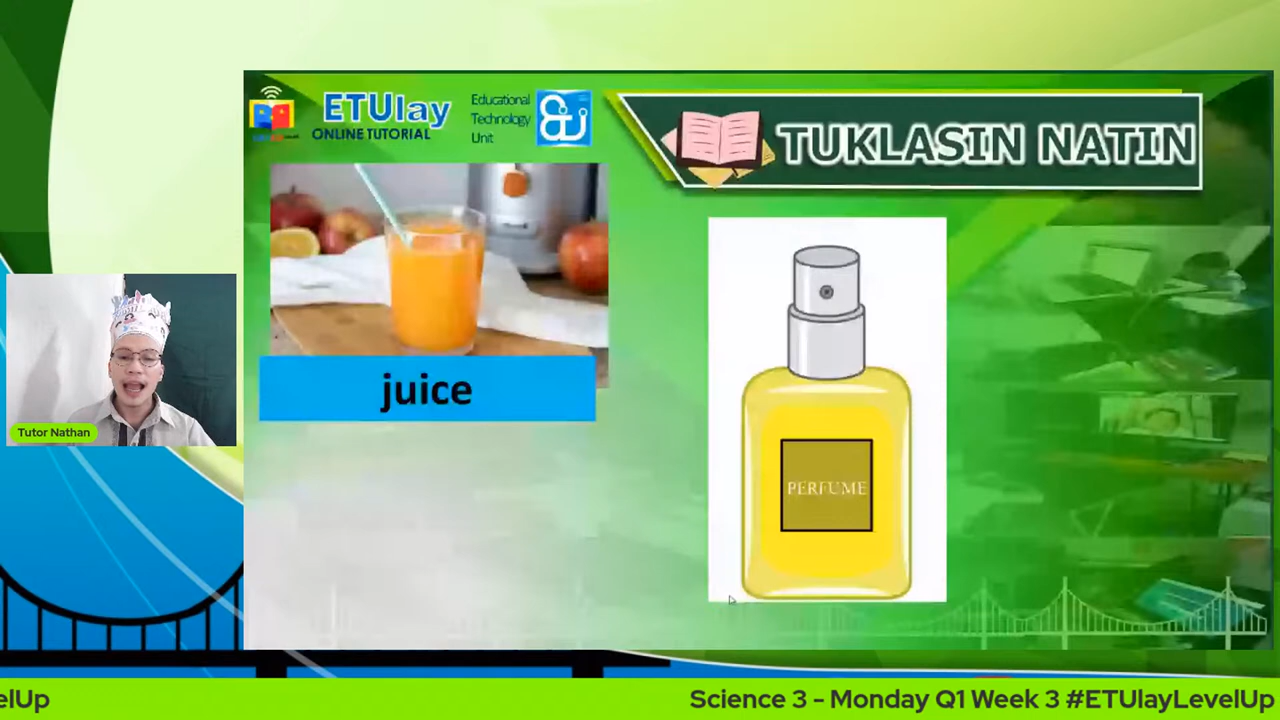 ETUlay
ONLINE TUTORIAL
Educational
Technology
Unit
TUKLASIN NATIN
juice
PERFUME
Tutor Nathan
elUp
Science 3 - Monday Q1 Week 3 #ETUlayLevelUp